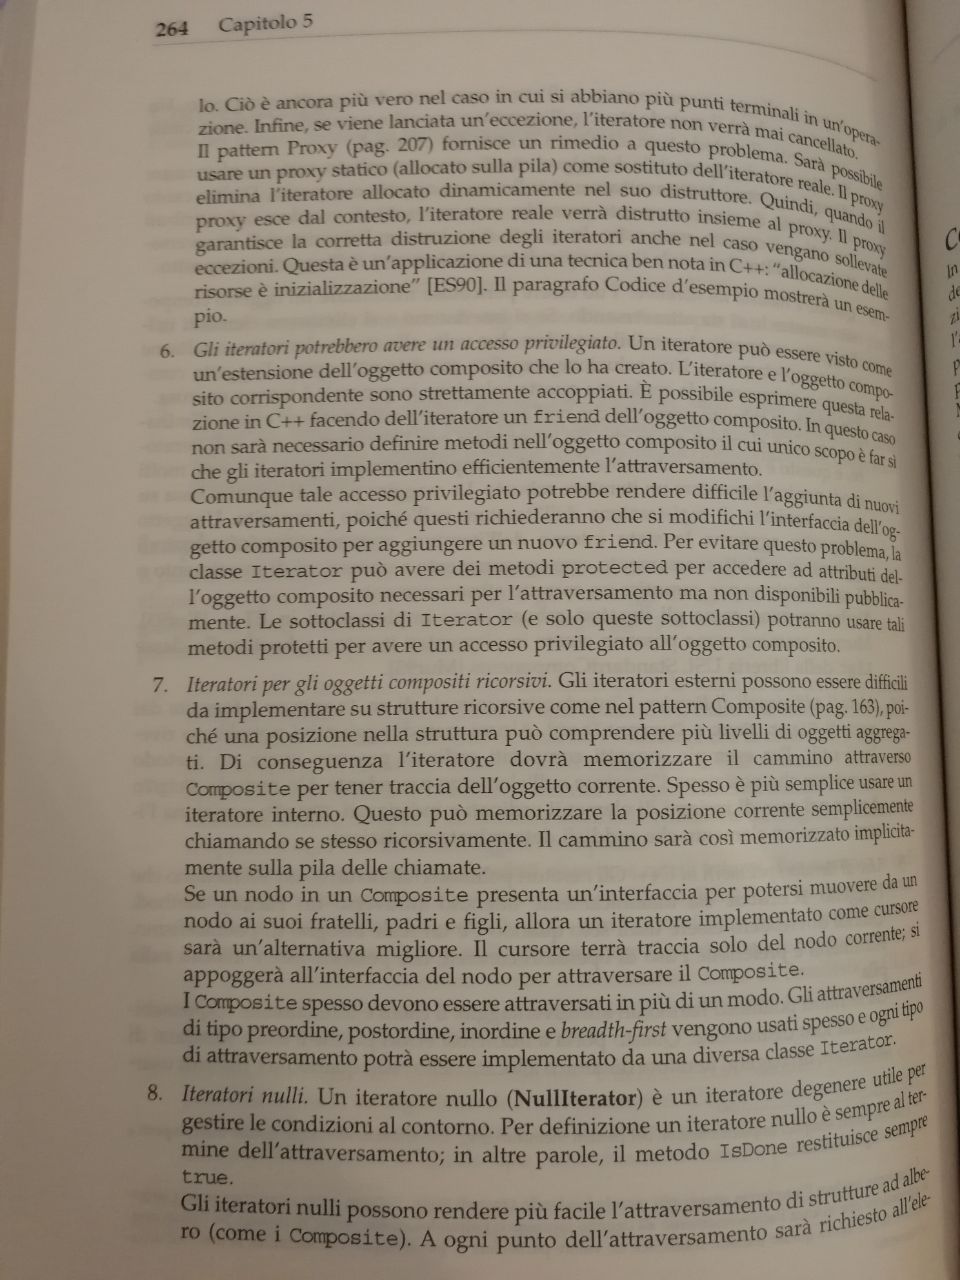 264 Capitolo 5
lo. Ciò è ancora più vero nel caso in cui si abbiano più punti terminali in un'opera-
zione. Infine, se viene lanciata un'eccezione, l'iteratore non verrà mai cancellato.
Il pattern Proxy (pag. 207) fornisce un rimedio a questo problema. Sarà possibile
usare un proxy statico (allocato sulla pila) come sostituto dell'iteratore reale. Il proxy
elimina l'iteratore allocato dinamicamente nel suo distruttore. Quindi, quando il
proxy esce dal contesto, l'iteratore reale verrà distrutto insieme al proxy. Il proxy
garantisce la corretta distruzione degli iteratori anche nel caso vengano sollevate
eccezioni. Questa è un'applicazione di una tecnica ben nota in C++: "allocazione delle
risorse è inizializzazione" [ES90]. Il paragrafo Codice d'esempio mostrerà un esem-
pio.
6. Gli iteratori potrebbero avere un accesso privilegiato. Un iteratore può essere visto come
un'estensione dell'oggetto composito che lo ha creato. L'iteratore e l'oggetto compo-
sito corrispondente sono strettamente accoppiati. È possibile esprimere questa rela-
zione in C++ facendo dell'iteratore un friend dell'oggetto composito. In questo caso
non sarà necessario definire metodi nell'oggetto composito il cui unico scopo è far sì
che gli iteratori implementino efficientemente l'attraversamento.
Comunque tale accesso privilegiato potrebbe rendere difficile l'aggiunta di nuovi
attraversamenti, poiché questi richiederanno che si modifichi l'interfaccia dell'og-
getto composito per aggiungere un nuovo friend. Per evitare questo problema, la
classe Iterator può avere dei metodi protected per accedere ad attributi del-
l'oggetto composito necessari per l'attraversamento ma non disponibili pubblica-
mente. Le sottoclassi di Iterator (e solo queste sottoclassi) potranno usare tali
metodi protetti per avere un accesso privilegiato all'oggetto composito.
7. Iteratori per gli oggetti compositi ricorsivi. Gli iteratori esterni possono essere difficili
da implementare su strutture ricorsive come nel pattern Composite (pag. 163), poi-
ché una posizione nella struttura può comprendere più livelli di oggetti aggrega-
ti. Di conseguenza l'iteratore dovrà memorizzare il cammino attraverso
Composite per tener traccia dell'oggetto corrente. Spesso è più semplice usare un
iteratore interno. Questo può memorizzare la posizione corrente semplicemente
chiamando se stesso ricorsivamente. Il cammino sarà così memorizzato implicita-
mente sulla pila delle chiamate.
Se un nodo in un Composite presenta un'interfaccia per potersi muovere da un
nodo ai suoi fratelli, padri e figli, allora un iteratore implementato come cursore
sarà un'alternativa migliore. Il cursore terrà traccia solo del nodo corrente; si
appoggerà all'interfaccia del nodo per attraversare il Composite.
I Composite spesso devono essere attraversati in più di un modo. Gli attraversamenti
di tipo preordine, postordine, inordine e breadth-first vengono usati spesso e ogni tipo
di attraversamento potrà essere implementato da una diversa classe Iterator.
8. Iteratori nulli. Un iteratore nullo (NullIterator) è un iteratore degenere utile per
gestire le condizioni al contorno. Per definizione un iteratore nullo è sempre al ter-
mine dell'attraversamento; in altre parole, il metodo IsDone restituisce sempre
true.
Gli iteratori nulli possono rendere più facile l'attraversamento di strutture ad albe-
ro (come i Composite). A ogni punto dell'attraversamento sarà richiesto all'ele-